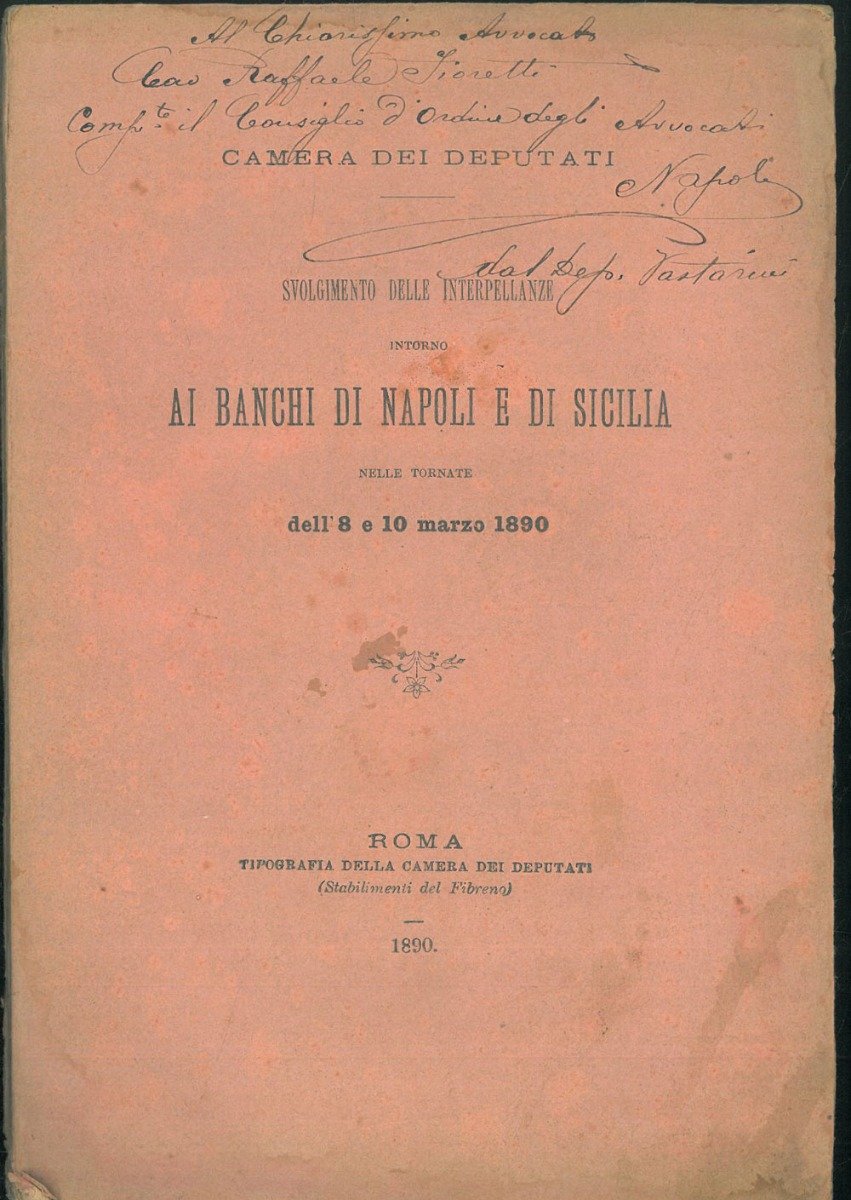 Al Chiarissimo Avvocato
Cav Raffaele Fioretti
Comp.te il Consiglio d'Ordine degli Avvocati
CAMERA DEI DEPUTATI
Napoli
dal Dep. Vastarini
SVOLGIMENTO DELLE INTERPELLANZE
INTORNO
AI BANCHI DI NAPOLI E DI SICILIA
NELLE TORNATE
dell'8 e 10 marzo 1890
ROMA
TIPOGRAFIA DELLA CAMERA DEI DEPUTATI
(Stabilimenti del Fibreno)
1890.